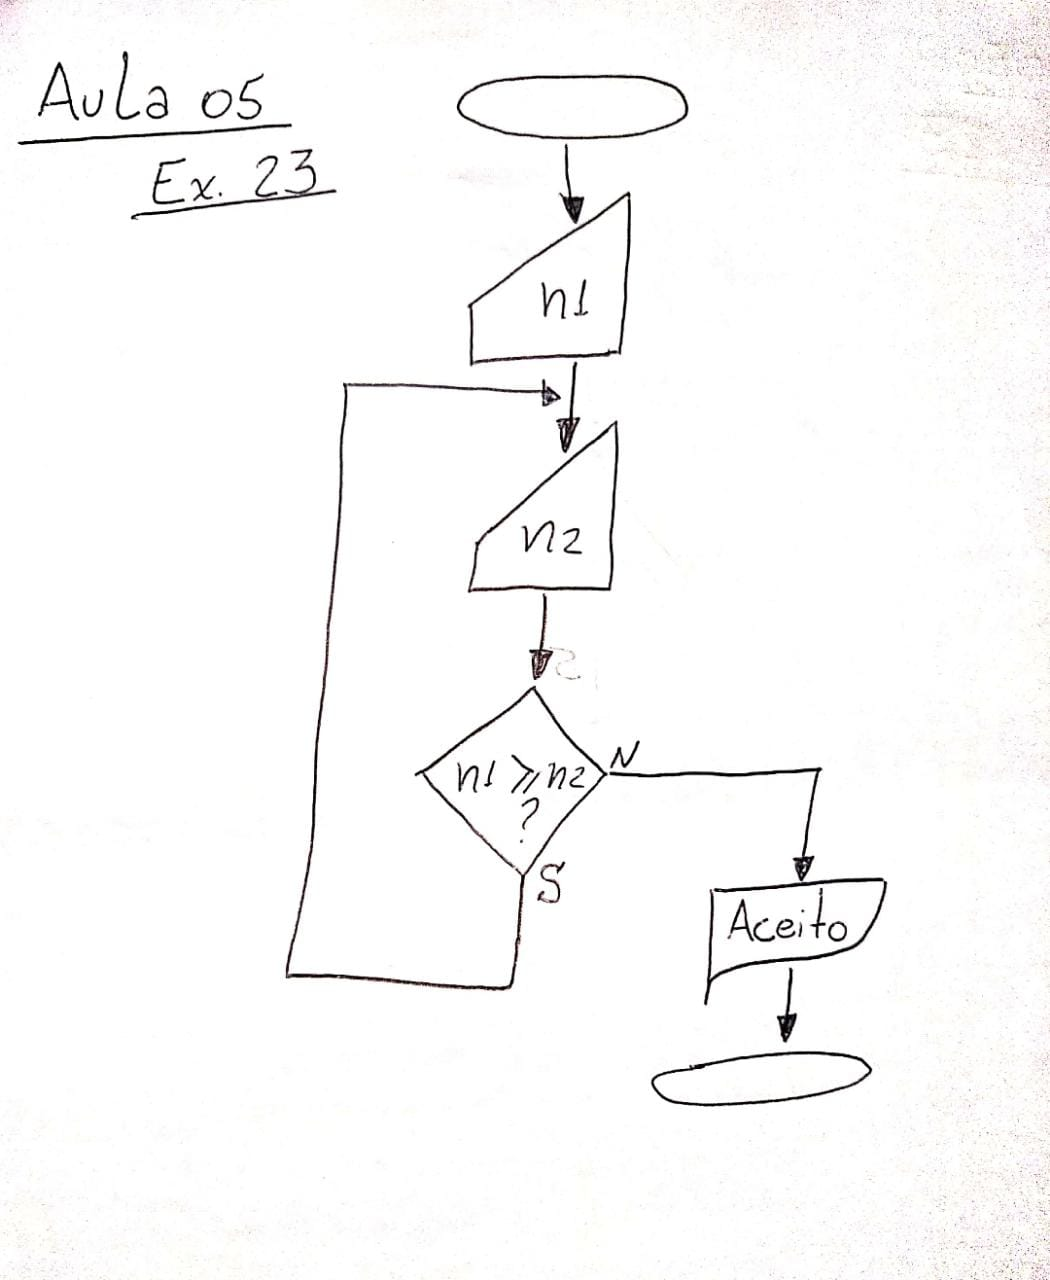 Aula 05
Ex. 23
n1
n2
n1 ⩾ n2
?
N
S
Aceito